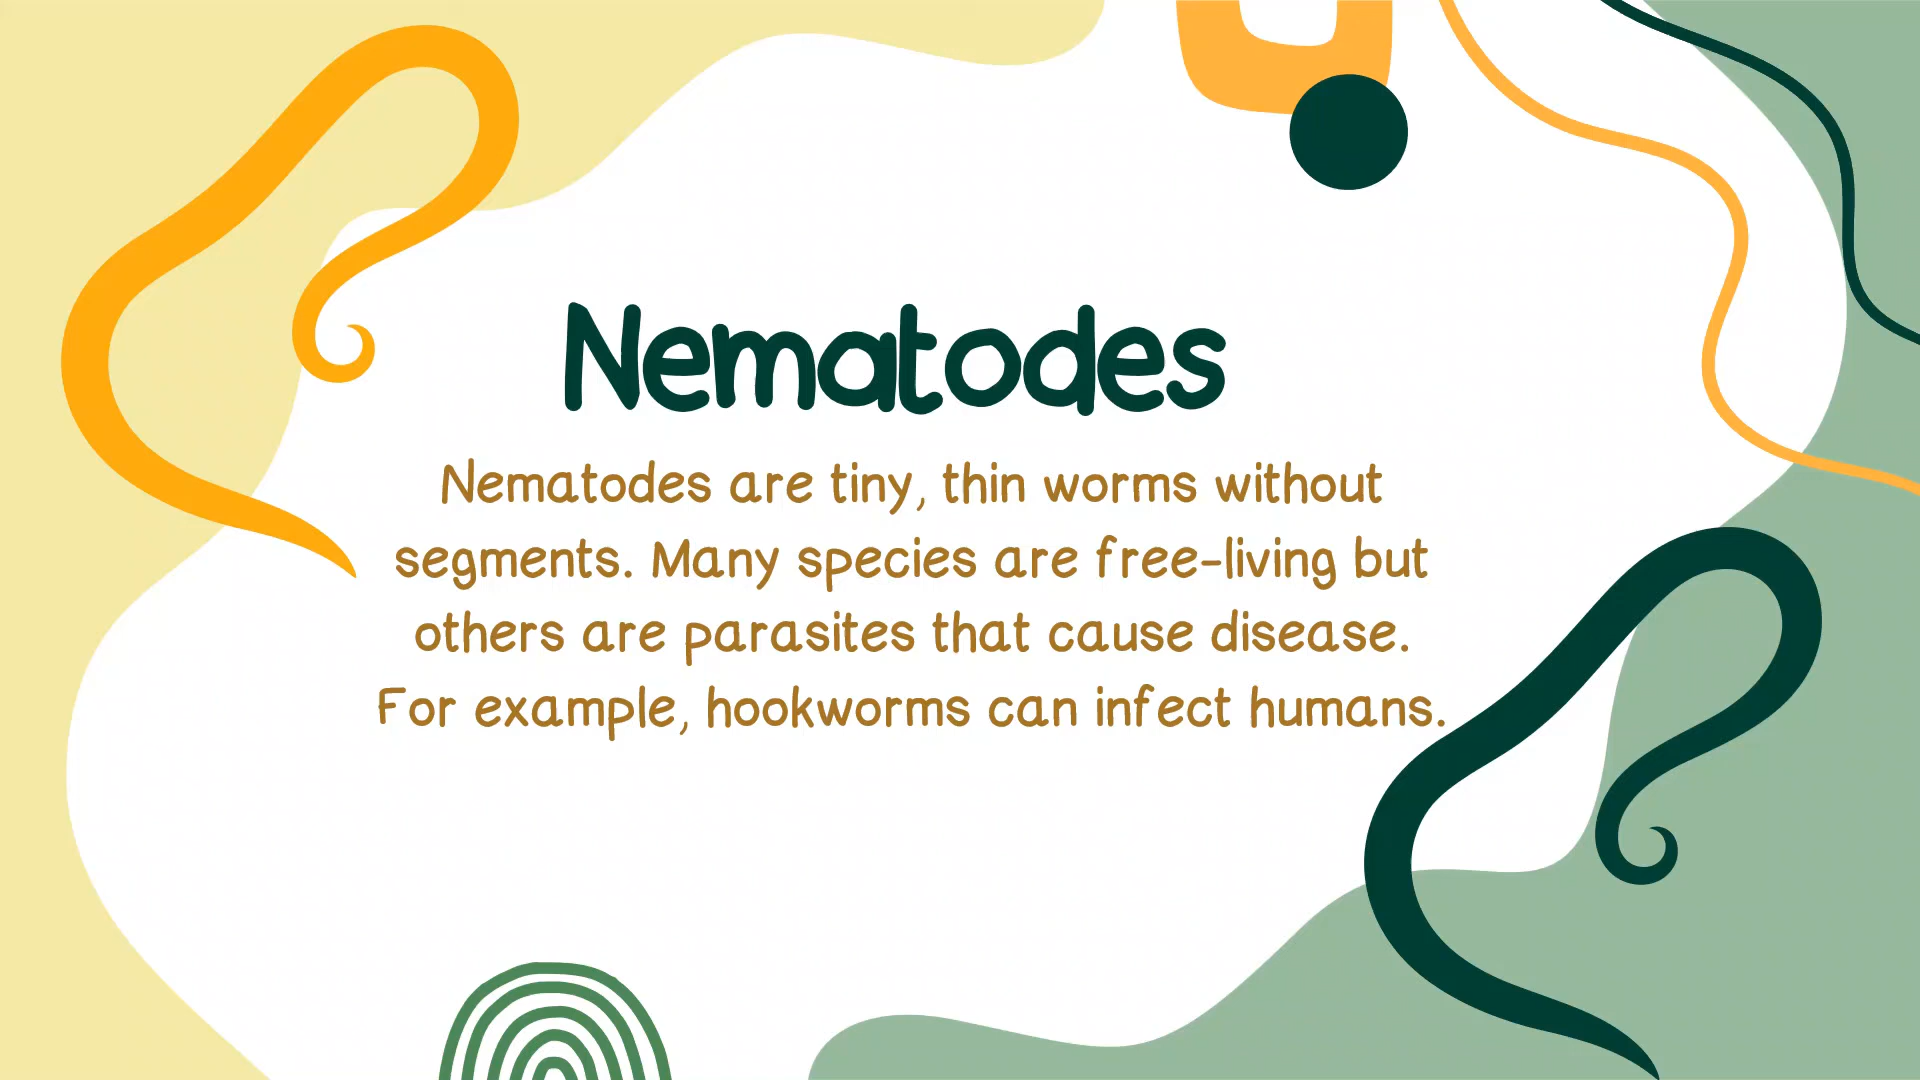 Nematodes
Nematodes are tiny, thin worms without
segments. Many species are free-living but
others are parasites that cause disease.
For example, hookworms can infect humans.